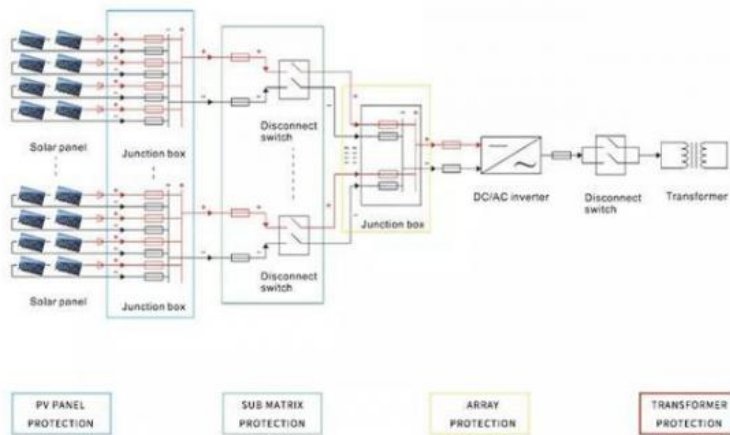 Solar panel
Junction box
Disconnect
switch
Junction box
DC/AC inverter
Disconnect
switch
Transformer
Disconnect
switch
Solar panel
Junction box
PV PANEL
PROTECTION
SUB MATRIX
PROTECTION
ARRAY
PROTECTION
TRANSFORMER
PROTECTION